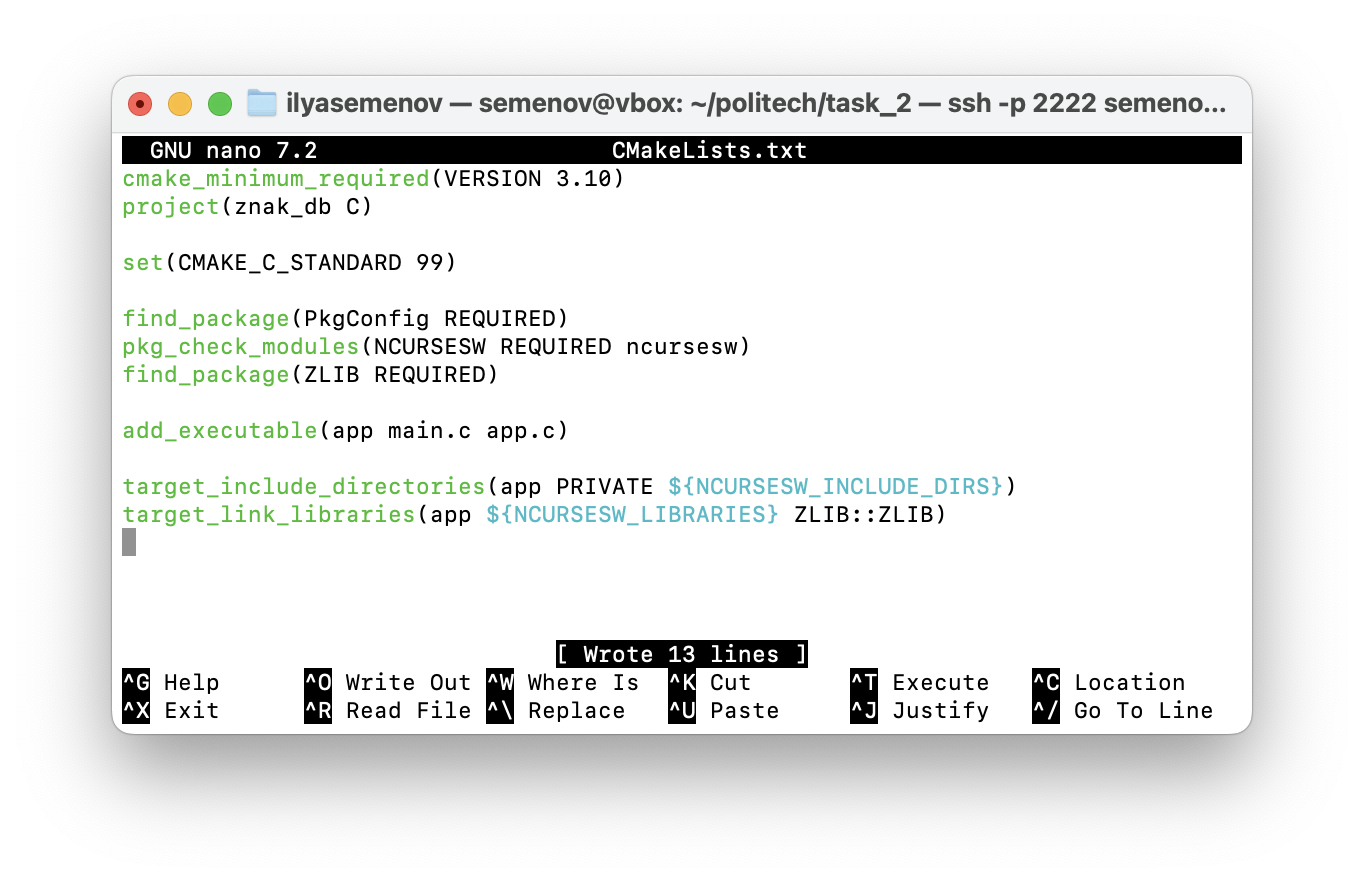 ilyasemenov — semenov@vbox: ~/politech/task_2 — ssh -p 2222 semeno...
GNU nano 7.2 CMakeLists.txt
cmake_minimum_required(VERSION 3.10)
project(znak_db C)
set(CMAKE_C_STANDARD 99)
find_package(PkgConfig REQUIRED)
pkg_check_modules(NCURSESW REQUIRED ncursesw)
find_package(ZLIB REQUIRED)
add_executable(app main.c app.c)
target_include_directories(app PRIVATE ${NCURSESW_INCLUDE_DIRS})
target_link_libraries(app ${NCURSESW_LIBRARIES} ZLIB::ZLIB)
[ Wrote 13 lines ]
^G Help ^O Write Out ^W Where Is ^K Cut ^T Execute ^C Location
^X Exit ^R Read File ^\ Replace ^U Paste ^J Justify ^/ Go To Line